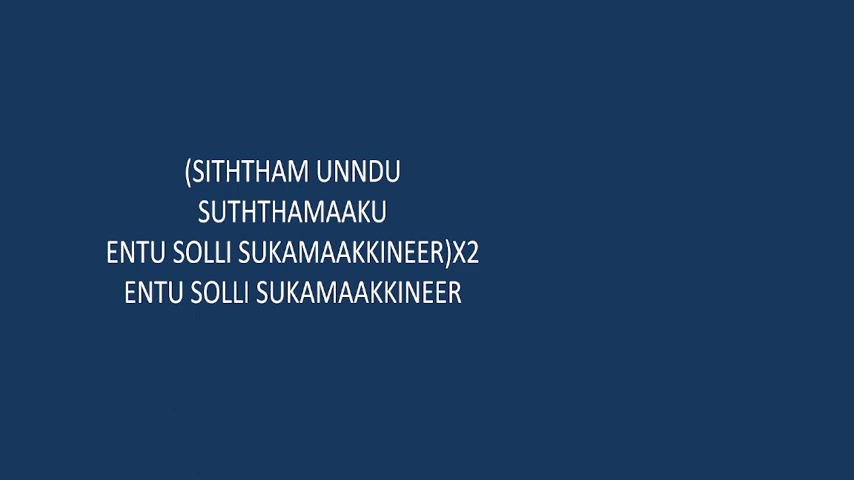 (SITHTHAM UNNDU
SUTHTHAMAAKU
ENTU SOLLI SUKAMAAKKINEER)X2
ENTU SOLLI SUKAMAAKKINEER